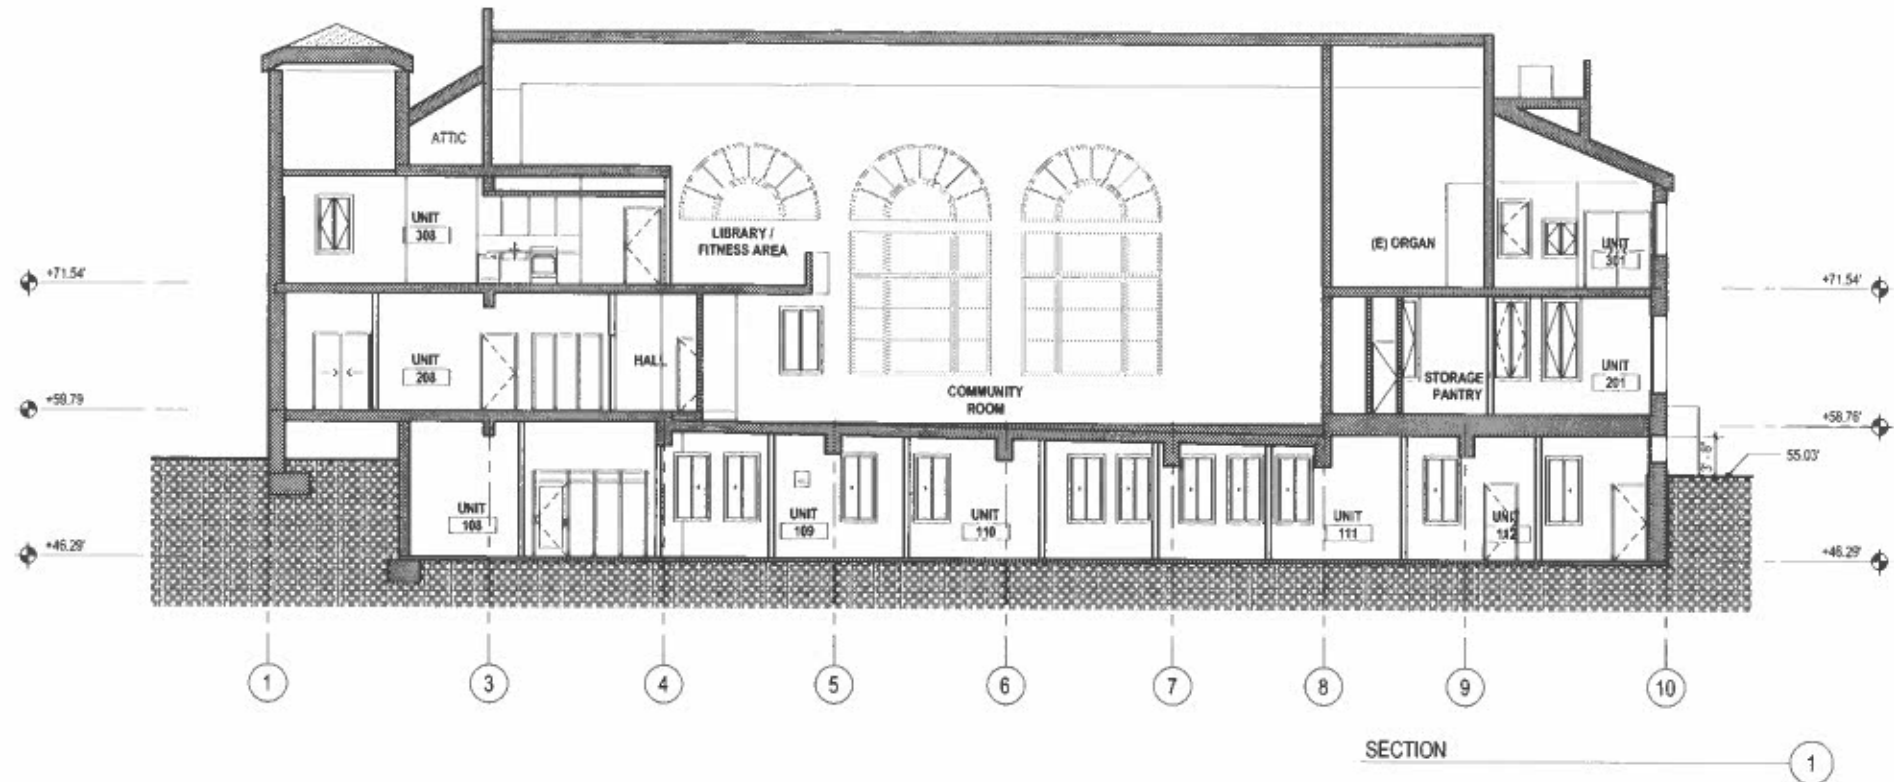 ATTIC
UNIT
308
LIBRARY /
FITNESS AREA
(E) ORGAN
UNIT
301
+71.54'
+71.54'
UNIT
208
HALL
COMMUNITY
ROOM
STORAGE
PANTRY
UNIT
201
+59.79
+58.76'
3'- 8"
55.03'
UNIT
108
UNIT
109
UNIT
110
UNIT
111
UNIT
112
+46.29'
+46.29'
1
3
4
5
6
7
8
9
10
SECTION
1